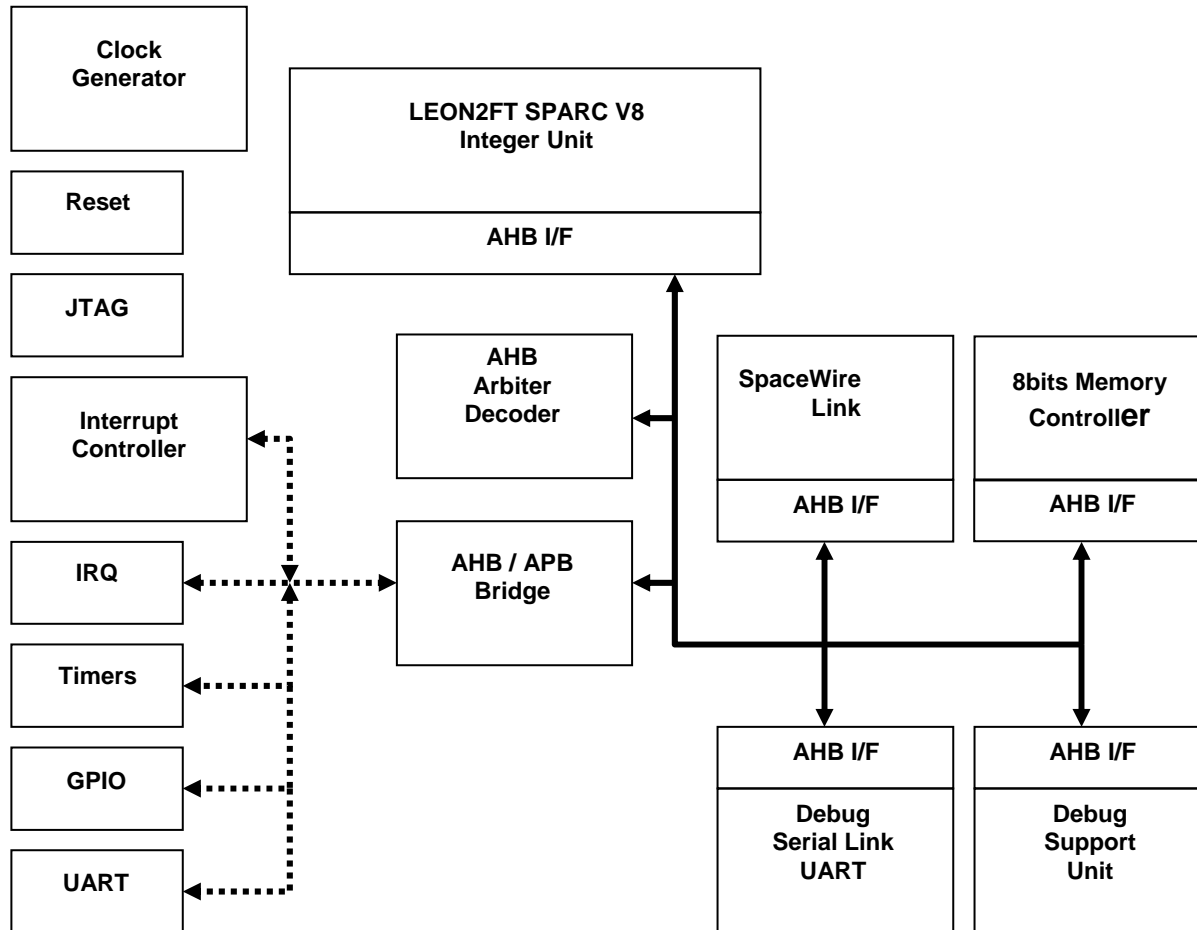 Clock
Generator
LEON2FT SPARC V8
Integer Unit
AHB I/F
Reset
JTAG
AHB
Arbiter
Decoder
SpaceWire
Link
AHB I/F
8bits Memory
Controller
AHB I/F
Interrupt
Controller
IRQ
AHB / APB
Bridge
Timers
GPIO
UART
AHB I/F
Debug
Serial Link
UART
AHB I/F
Debug
Support
Unit